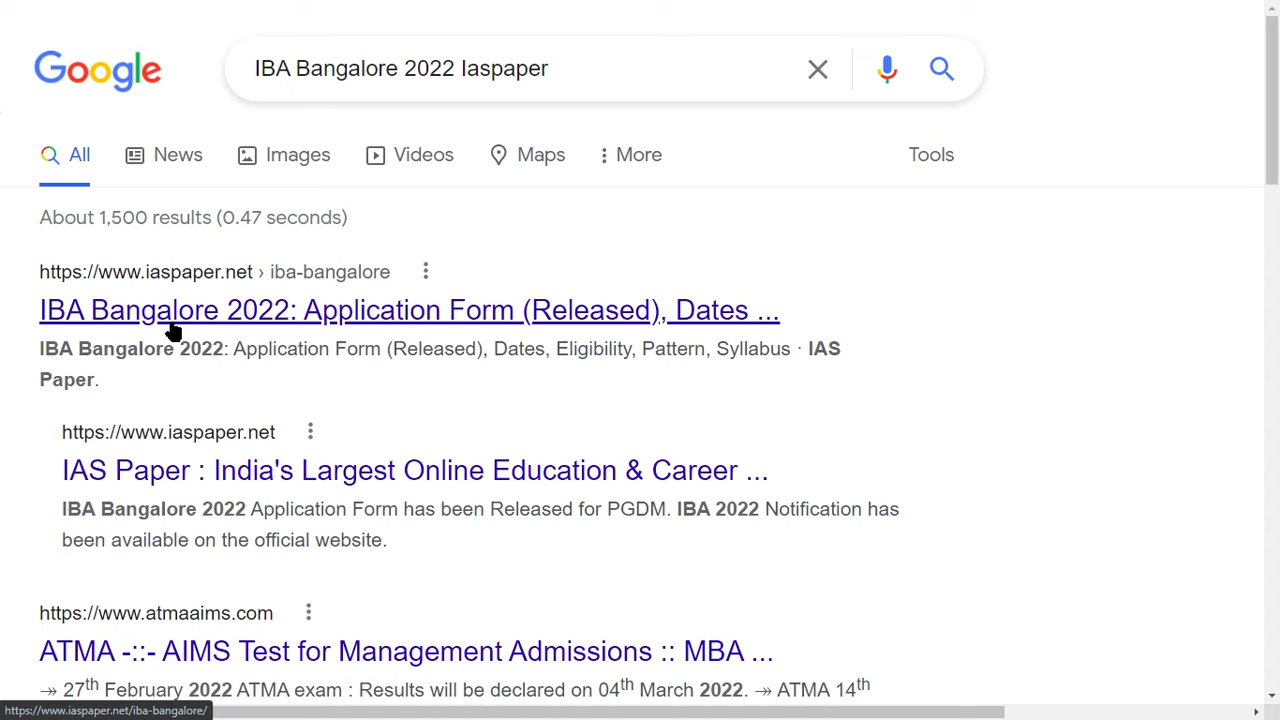 Google
IBA Bangalore 2022 Iaspaper
All News Images Videos Maps More Tools
About 1,500 results (0.47 seconds)
https://www.iaspaper.net › iba-bangalore
IBA Bangalore 2022: Application Form (Released), Dates ...
IBA Bangalore 2022: Application Form (Released), Dates, Eligibility, Pattern, Syllabus · IAS
Paper.
https://www.iaspaper.net
IAS Paper : India's Largest Online Education & Career ...
IBA Bangalore 2022 Application Form has been Released for PGDM. IBA 2022 Notification has
been available on the official website.
https://www.atmaaims.com
ATMA -::- AIMS Test for Management Admissions :: MBA ...
→» 27th February 2022 ATMA exam : Results will be declared on 04th March 2022. →» ATMA 14th
https://www.iaspaper.net/iba-bangalore/